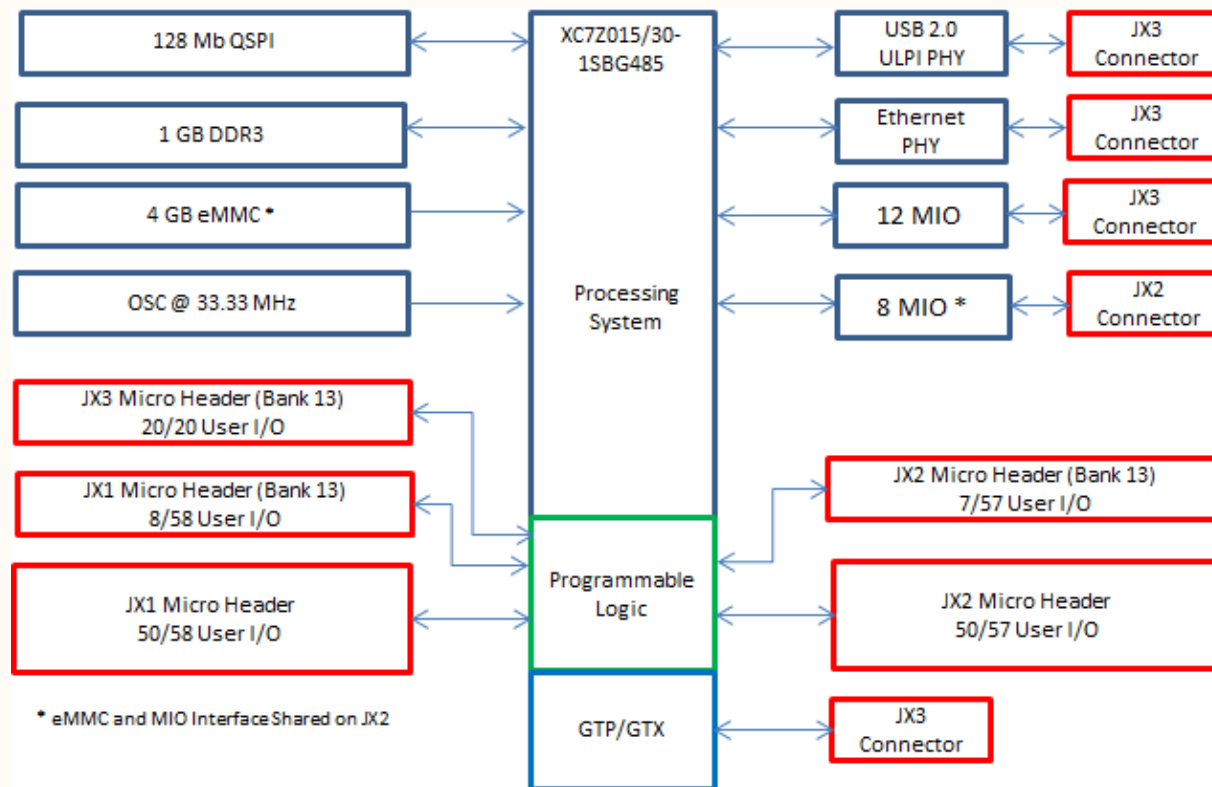 128 Mb QSPI
1 GB DDR3
4 GB eMMC *
OSC @ 33.33 MHz
JX3 Micro Header (Bank 13)
20/20 User I/O
JX1 Micro Header (Bank 13)
8/58 User I/O
JX1 Micro Header
50/58 User I/O
* eMMC and MIO Interface Shared on JX2
XC7Z015/30-
1SBG485
Processing
System
Programmable
Logic
GTP/GTX
USB 2.0
ULPI PHY
JX3
Connector
Ethernet
PHY
JX3
Connector
12 MIO
JX3
Connector
8 MIO *
JX2
Connector
JX2 Micro Header (Bank 13)
7/57 User I/O
JX2 Micro Header
50/57 User I/O
JX3
Connector